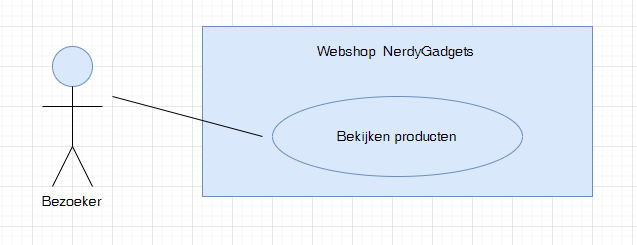 Webshop NerdyGadgets
Bekijken producten
Bezoeker